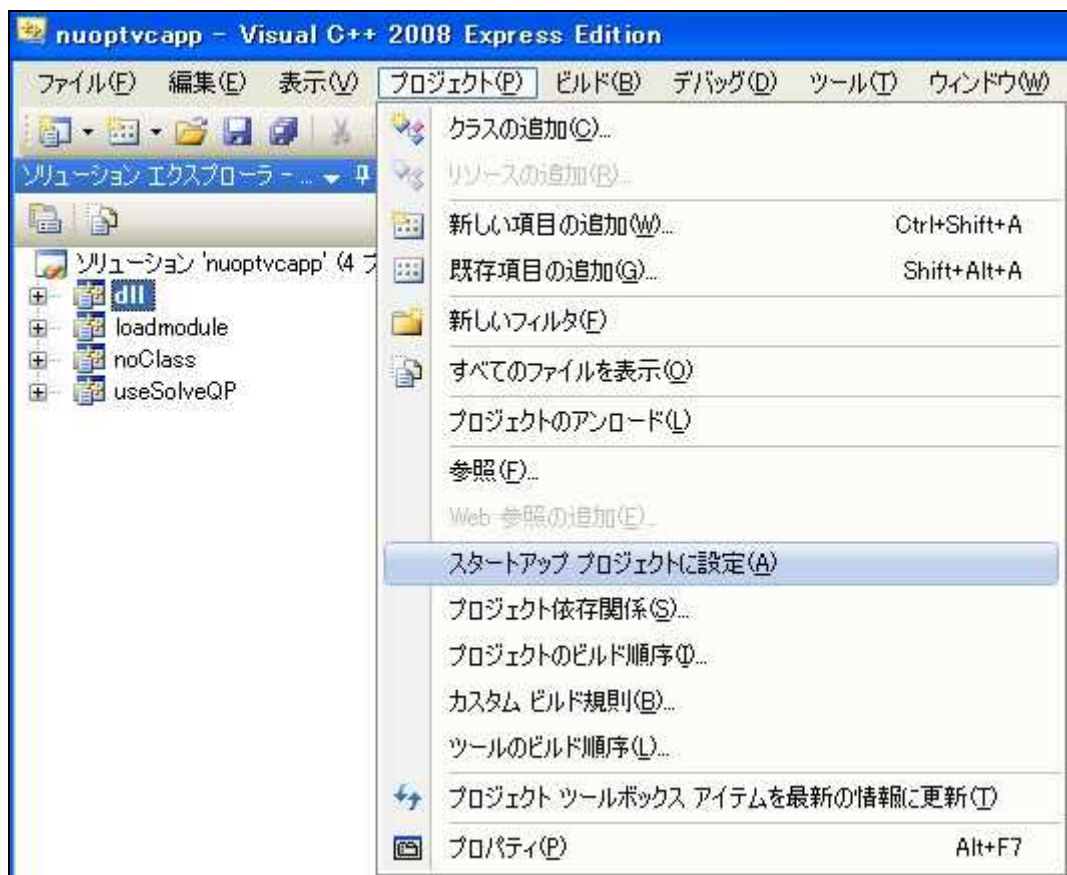 nuoptvcapp - Visual C++ 2008 Express Edition
ファイル(F) 編集(E) 表示(V) プロジェクト(P) ビルド(B) デバッグ(D) ツール(T) ウィンドウ(W)
ソリューション エクスプローラ - ...
ソリューション 'nuoptvcapp' (4 プ
dll
loadmodule
noClass
useSolveQP
クラスの追加(C)...
リソースの追加(R)...
新しい項目の追加(W)... Ctrl+Shift+A
既存項目の追加(G)... Shift+Alt+A
新しいフィルタ(F)
すべてのファイルを表示(O)
プロジェクトのアンロード(L)
参照(F)...
Web 参照の追加(E)...
スタートアップ プロジェクトに設定(A)
プロジェクト依存関係(S)...
プロジェクトのビルド順序(I)...
カスタム ビルド規則(B)...
ツールのビルド順序(L)...
プロジェクト ツールボックス アイテムを最新の情報に更新(T)
プロパティ(P) Alt+F7